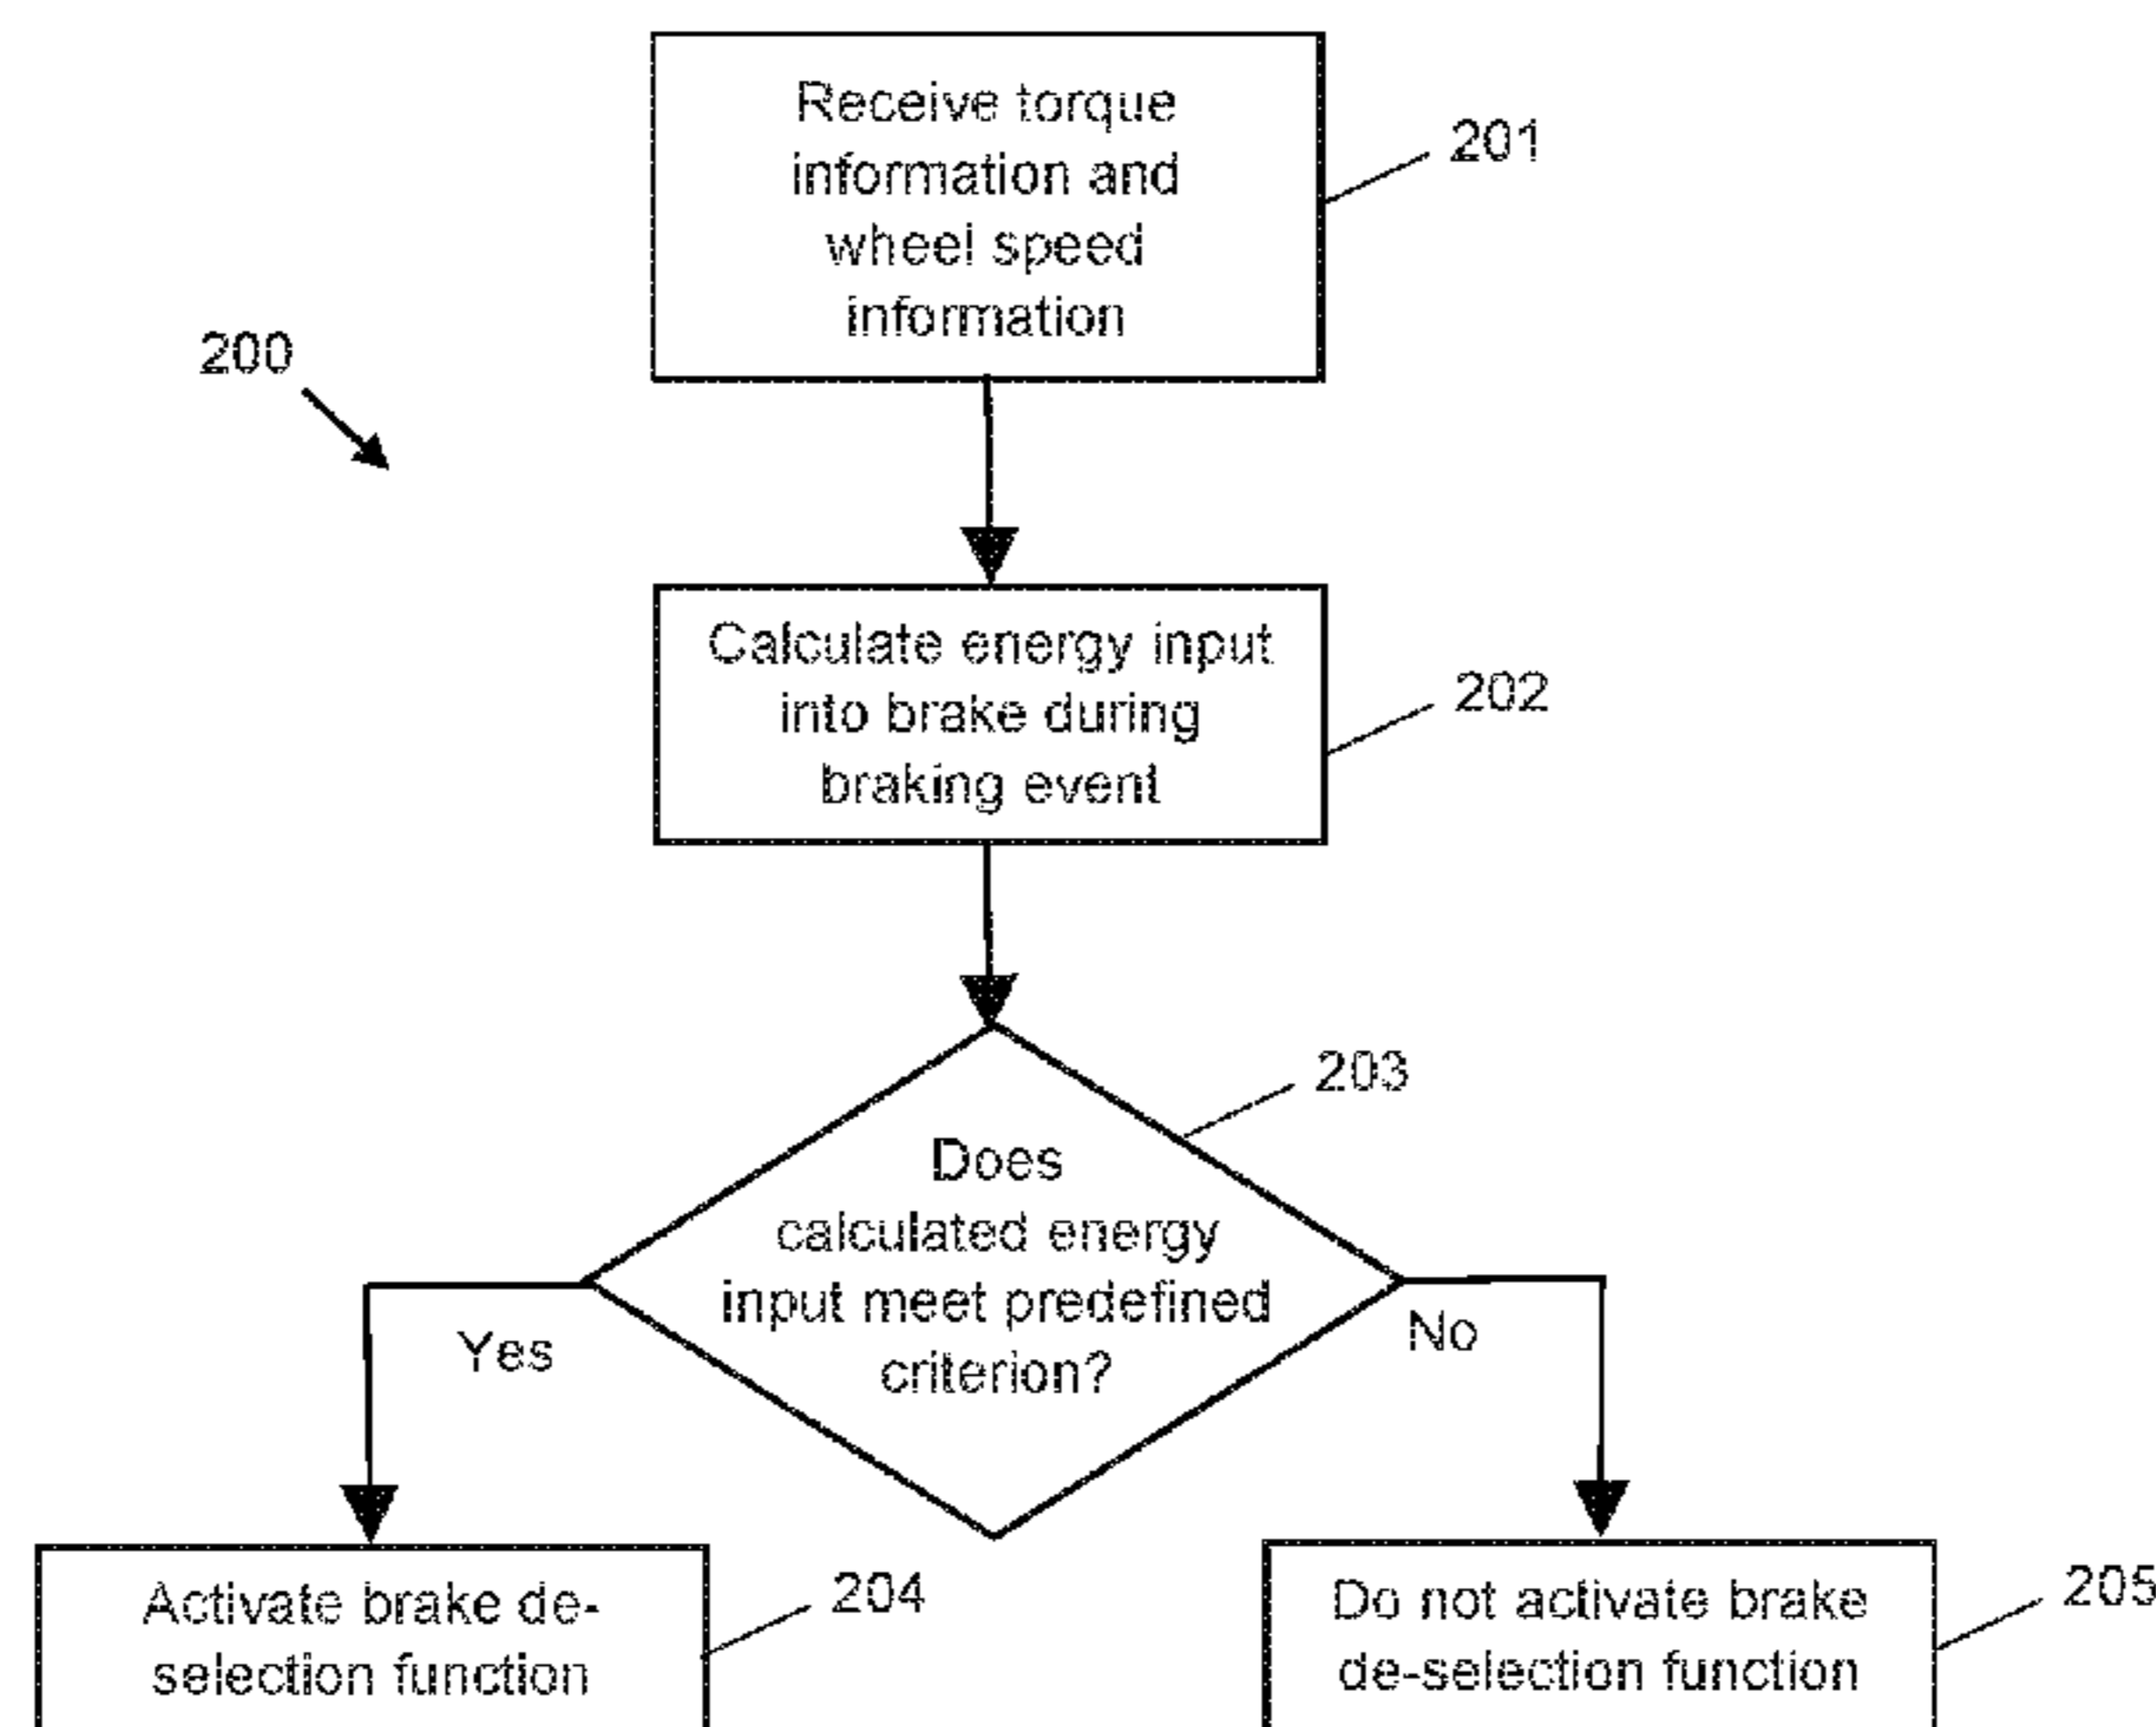 Receive torque
information and
wheel speed
information
201
200
Calculate energy input
into brake during
braking event
202
203
Does
calculated energy
input meet predefined
criterion?
Yes
No
Activate brake de-
selection function
204
Do not activate brake
de-selection function
205